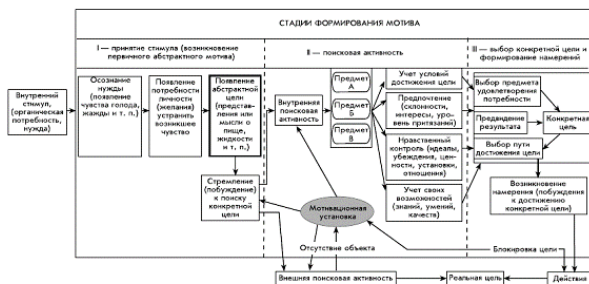 СТАДИИ ФОРМИРОВАНИЯ МОТИВА
I — принятие стимула (возникновение
первичного абстрактного мотива)
II — поисковая активность
III — выбор конкретной цели и
формирование намерений
Внутренний
стимул,
(органическая
потребность,
нужда)
Осознание
нужды
(появление
чувства голода,
жажды и т. п.)
Появление
потребности
личности
(желания)
устранить
возникшее
чувство
Появление
абстрактной
цели
(представ-
ления или
мысли о
пище,
жидкости
и т. п.)
Стремление
(побуждение)
к поиску
конкретной
цели
Внутренняя
поисковая
активность
Предмет
А
Предмет
Б
Предмет
В
Учет условий
достижения цели
Предпочтение
(склонности,
интересы, уро-
вень притязаний)
Нравственный
контроль (идеалы,
убеждения, цен-
ности, установки,
отношения)
Учет своих
возможностей
(знаний, умений,
качеств)
Выбор предмета
удовлетворения
потребности
Предвидение
результата
Конкретная
цель
Выбор пути
достижения цели
Возникновение
намерения (побуждения
к достижению
конкретной цели)
Мотивационная
установка
Отсутствие объекта
Блокировка цели
Внешняя поисковая активность
Реальная цель
Действия